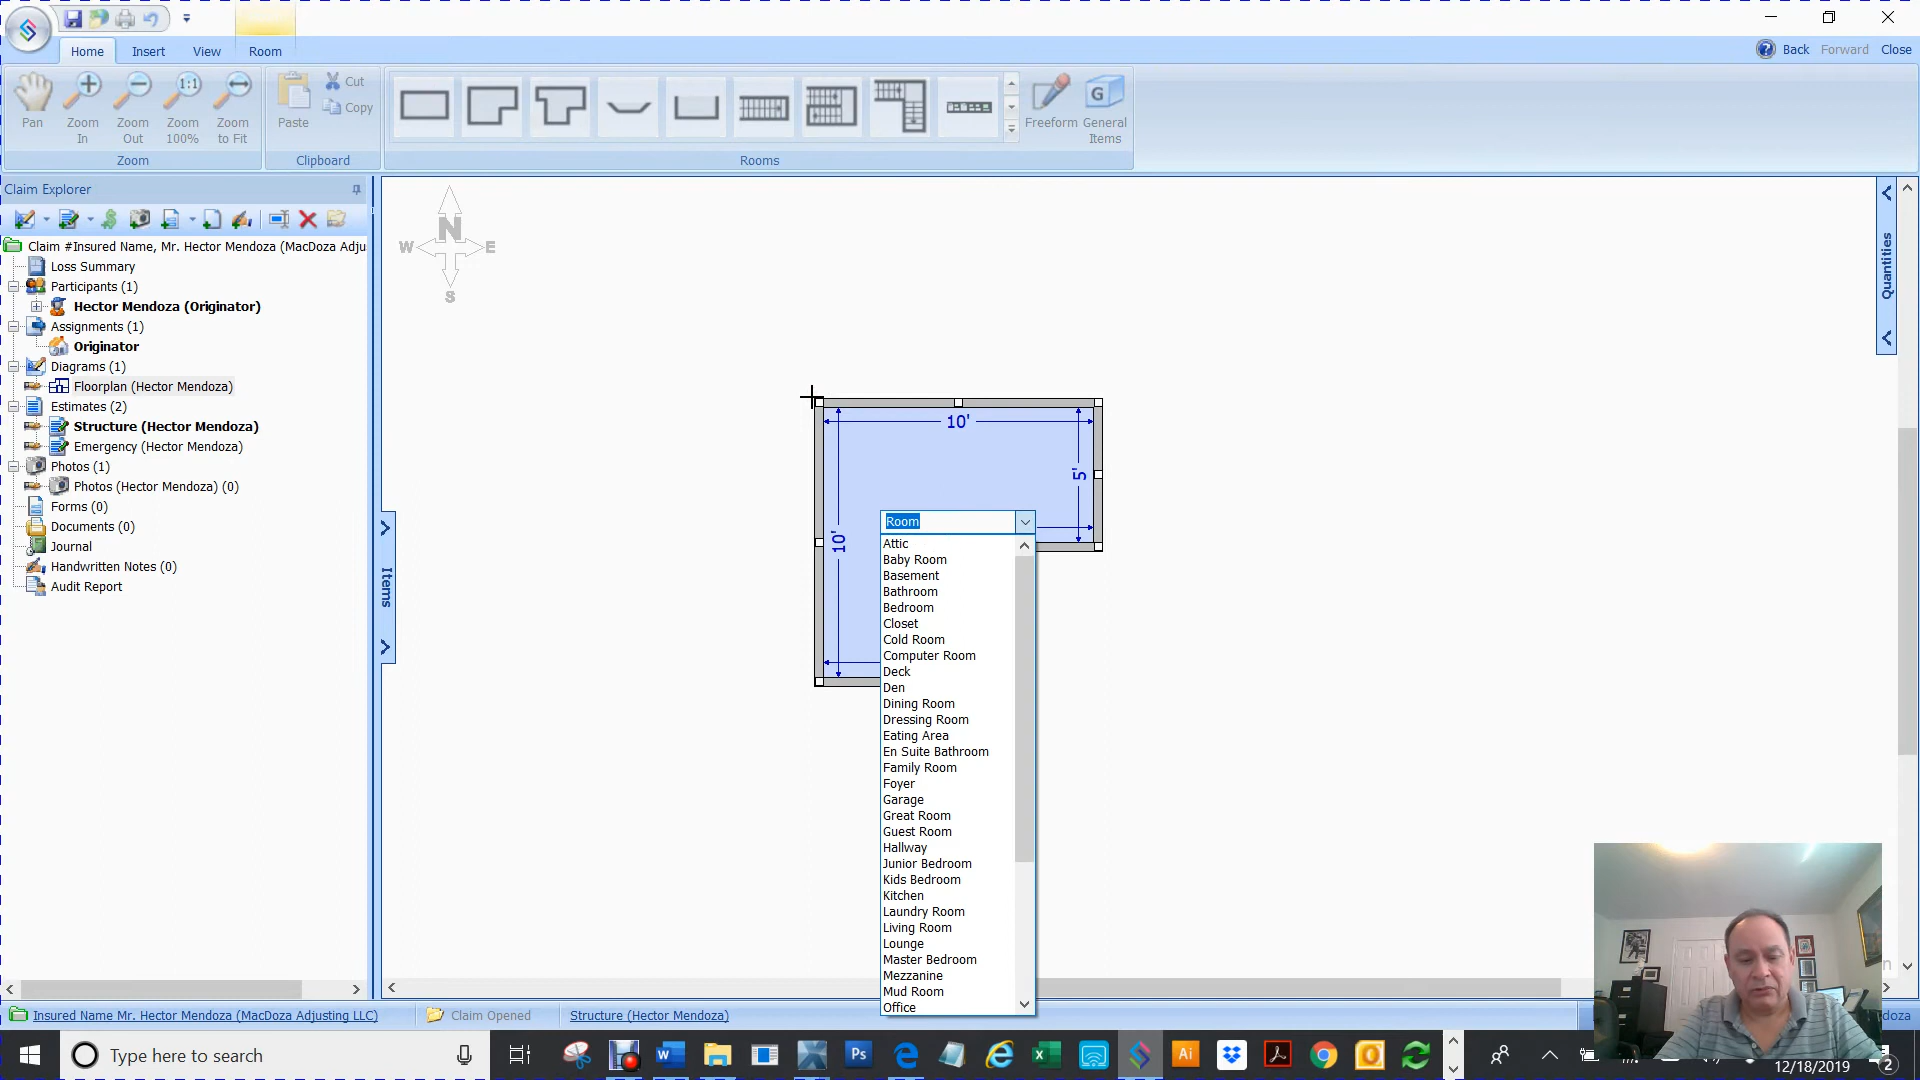 Home Insert View Room
Back Forward Close
Pan Zoom In Zoom Out 1:1 Zoom 100% Zoom to Fit
Zoom
Paste Cut Copy
Clipboard
Rooms
Freeform G General Items
Claim Explorer
Claim #Insured Name, Mr. Hector Mendoza (MacDoza Adju
Loss Summary
Participants (1)
Hector Mendoza (Originator)
Assignments (1)
Originator
Diagrams (1)
Floorplan (Hector Mendoza)
Estimates (2)
Structure (Hector Mendoza)
Emergency (Hector Mendoza)
Photos (1)
Photos (Hector Mendoza) (0)
Forms (0)
Documents (0)
Journal
Handwritten Notes (0)
Audit Report
Items
N
W E
S
Quantities
10'
5'
10'
Room
Attic
Baby Room
Basement
Bathroom
Bedroom
Closet
Cold Room
Computer Room
Deck
Den
Dining Room
Dressing Room
Eating Area
En Suite Bathroom
Family Room
Foyer
Garage
Great Room
Guest Room
Hallway
Junior Bedroom
Kids Bedroom
Kitchen
Laundry Room
Living Room
Lounge
Master Bedroom
Mezzanine
Mud Room
Office
Insured Name Mr. Hector Mendoza (MacDoza Adjusting LLC) Claim Opened Structure (Hector Mendoza) doza
Type here to search
W Ps Ai
12/18/2019 2